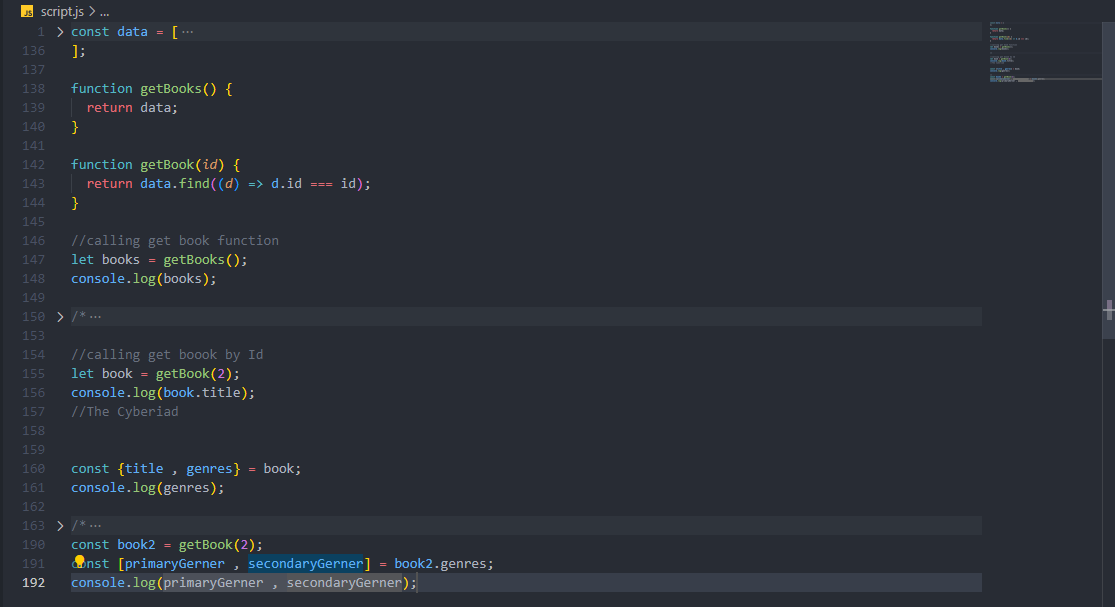 JS script.js > ...
1 > const data = [ ···
136 ];
137
138 function getBooks() {
139 return data;
140 }
141
142 function getBook(id) {
143 return data.find((d) => d.id === id);
144 }
145
146 //calling get book function
147 let books = getBooks();
148 console.log(books);
149
150 > /* ···
153
154 //calling get boook by Id
155 let book = getBook(2);
156 console.log(book.title);
157 //The Cyberiad
158
159
160 const {title , genres} = book;
161 console.log(genres);
162
163 > /* ···
190 const book2 = getBook(2);
191 const [primaryGerner , secondaryGerner] = book2.genres;
192 console.log(primaryGerner , secondaryGerner);